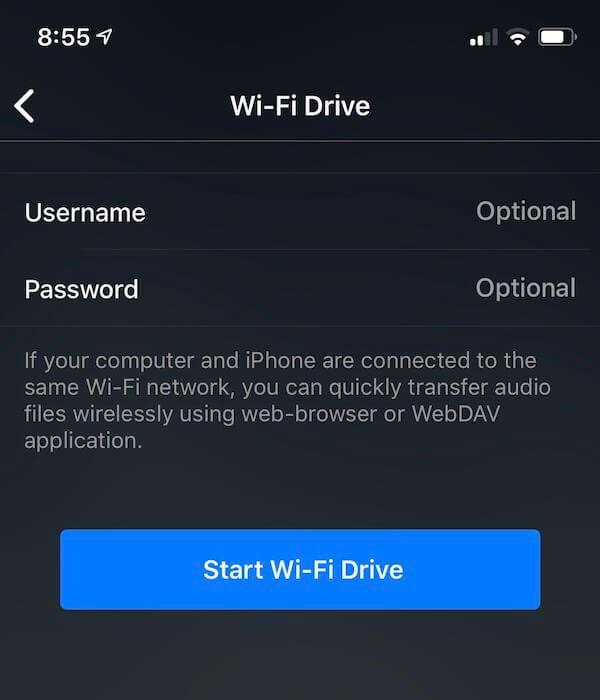 8:55
Wi-Fi Drive
Username Optional
Password Optional
If your computer and iPhone are connected to the
same Wi-Fi network, you can quickly transfer audio
files wirelessly using web-browser or WebDAV
application.
Start Wi-Fi Drive